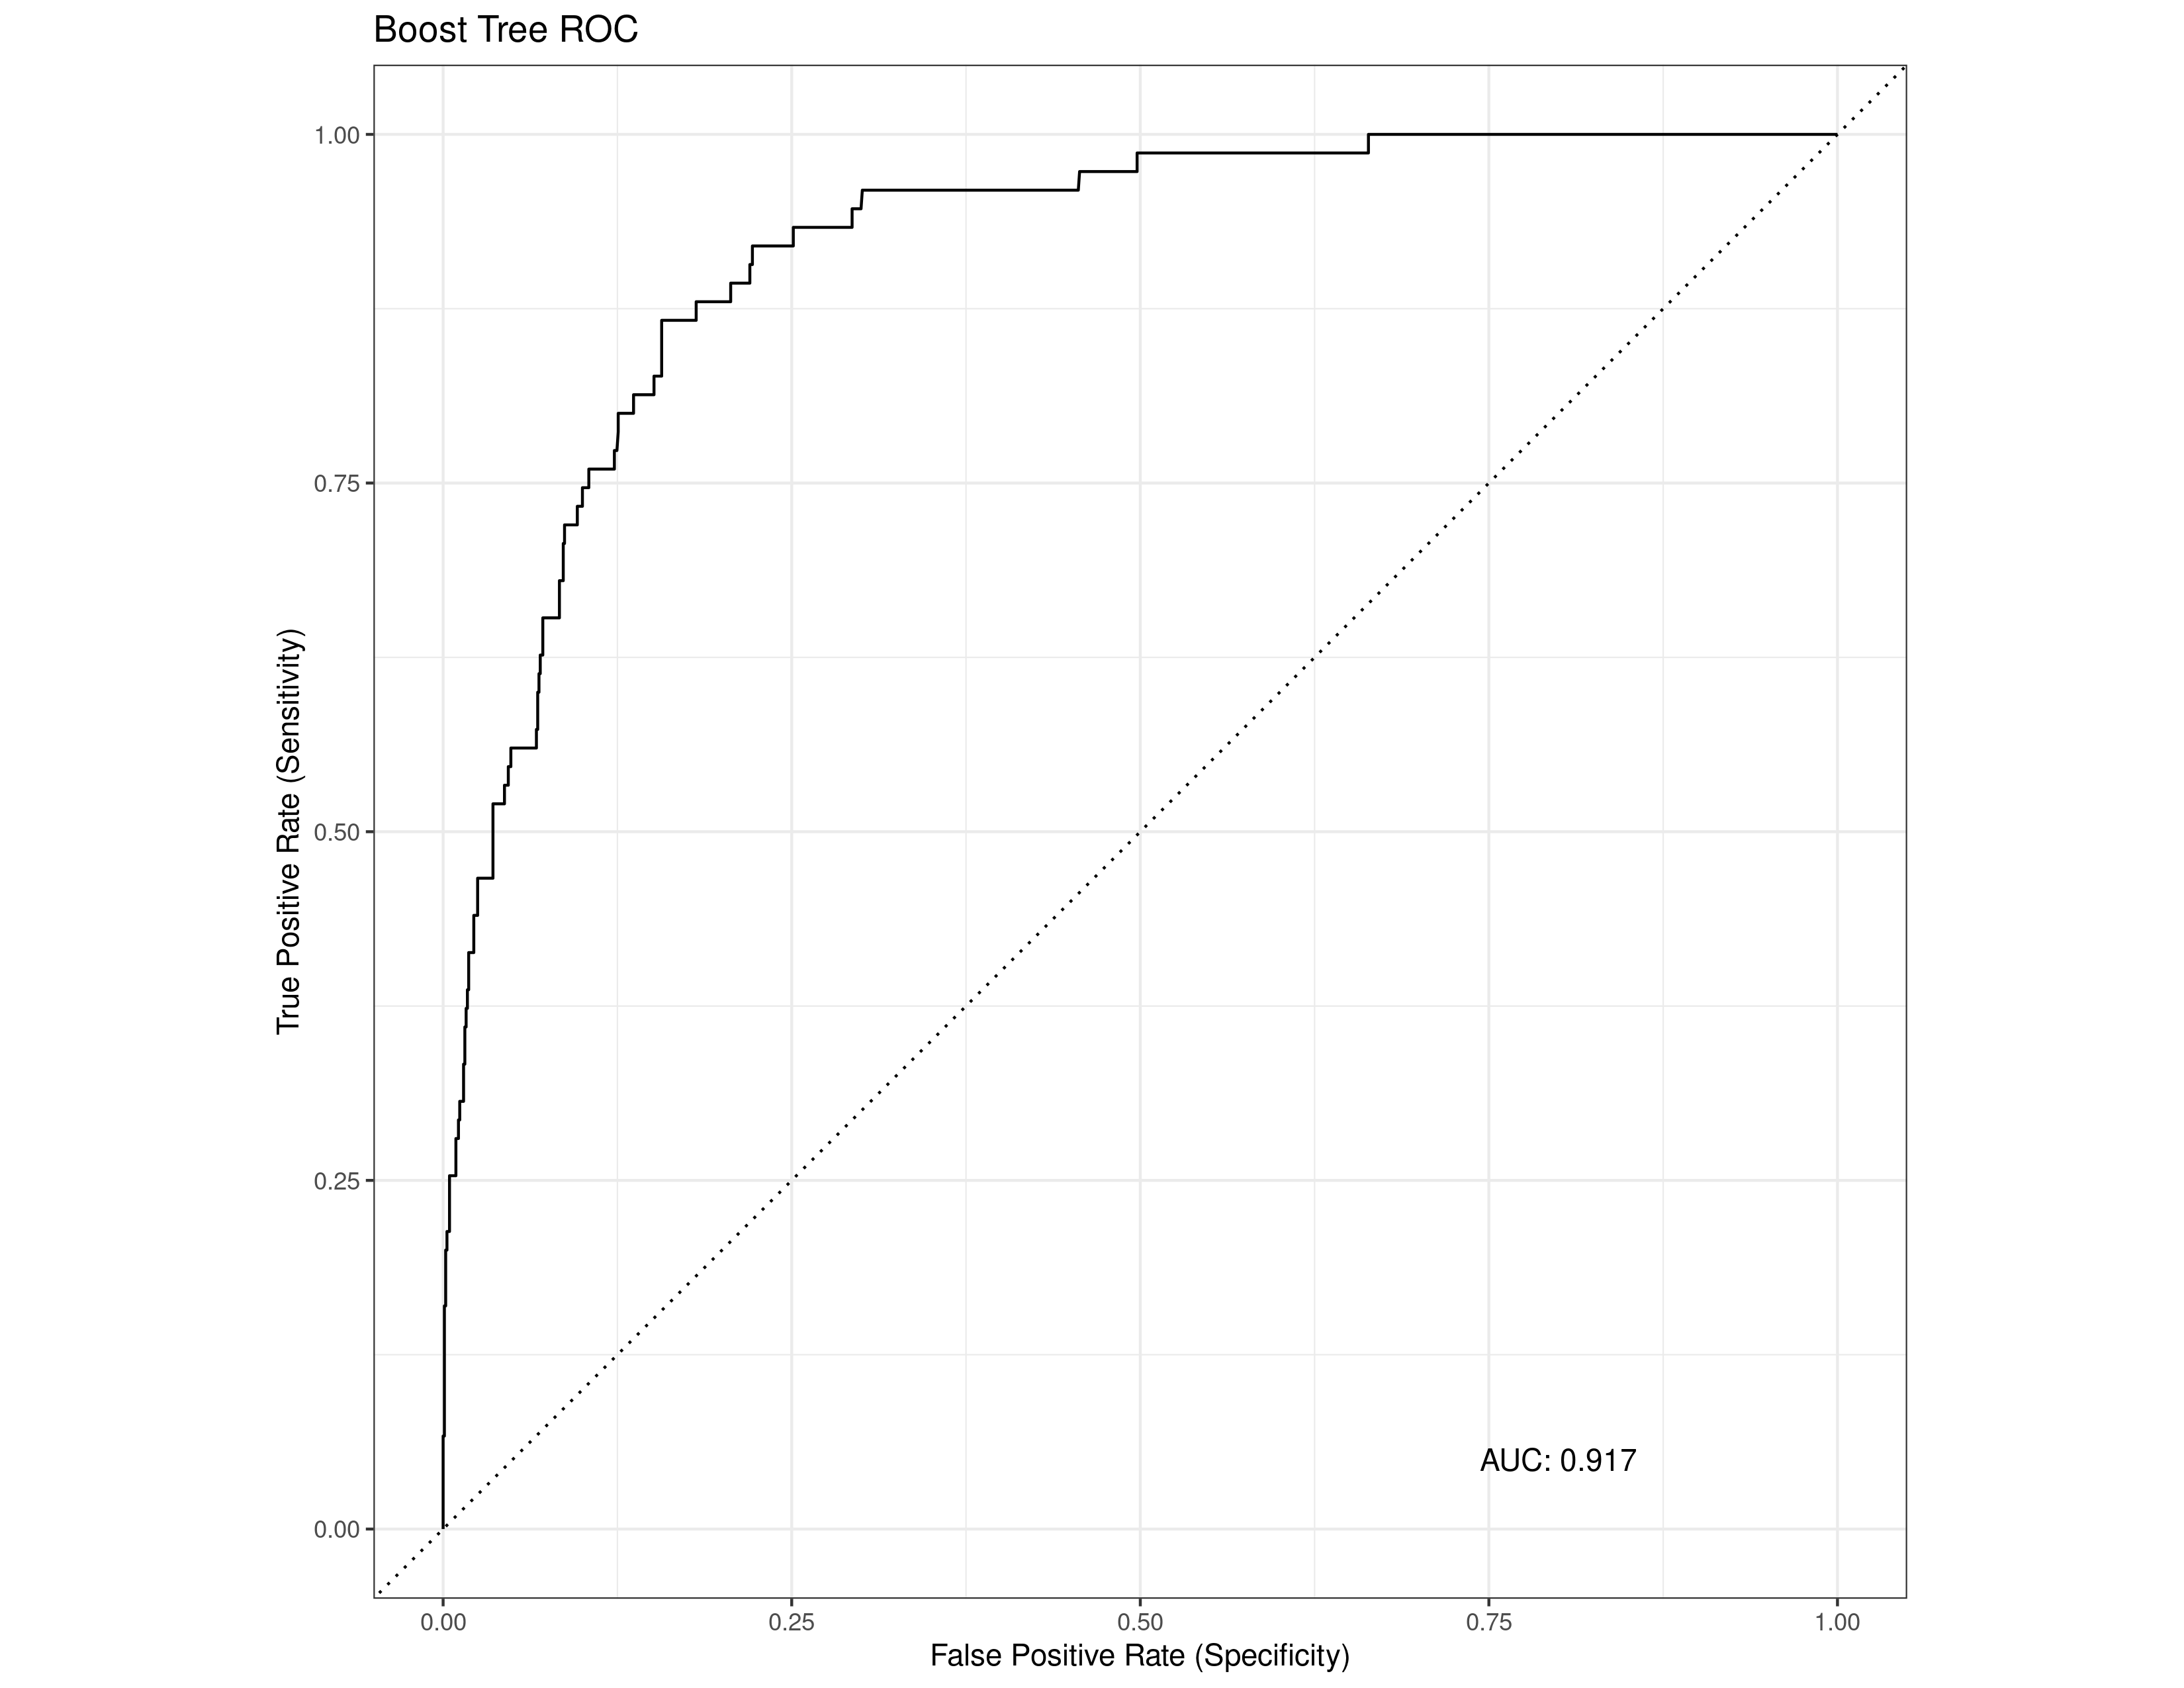 Boost Tree ROC
True Positive Rate (Sensitivity)
1.00
0.75
0.50
0.25
0.00
AUC: 0.917
0.00 0.25 0.50 0.75 1.00
False Positive Rate (Specificity)